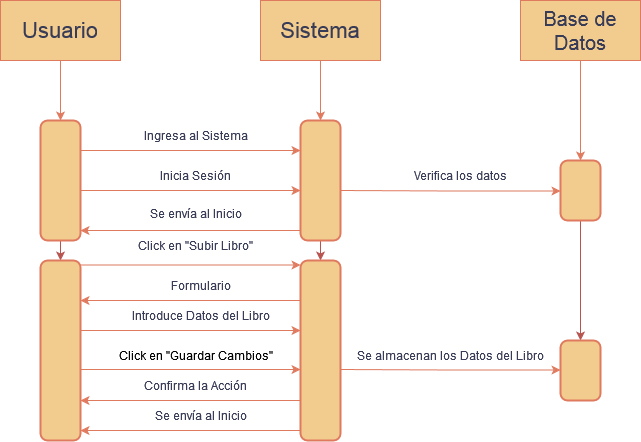 Usuario
Sistema
Base de
Datos
Ingresa al Sistema
Inicia Sesión
Verifica los datos
Se envía al Inicio
Click en "Subir Libro"
Formulario
Introduce Datos del Libro
Click en "Guardar Cambios"
Se almacenan los Datos del Libro
Confirma la Acción
Se envía al Inicio